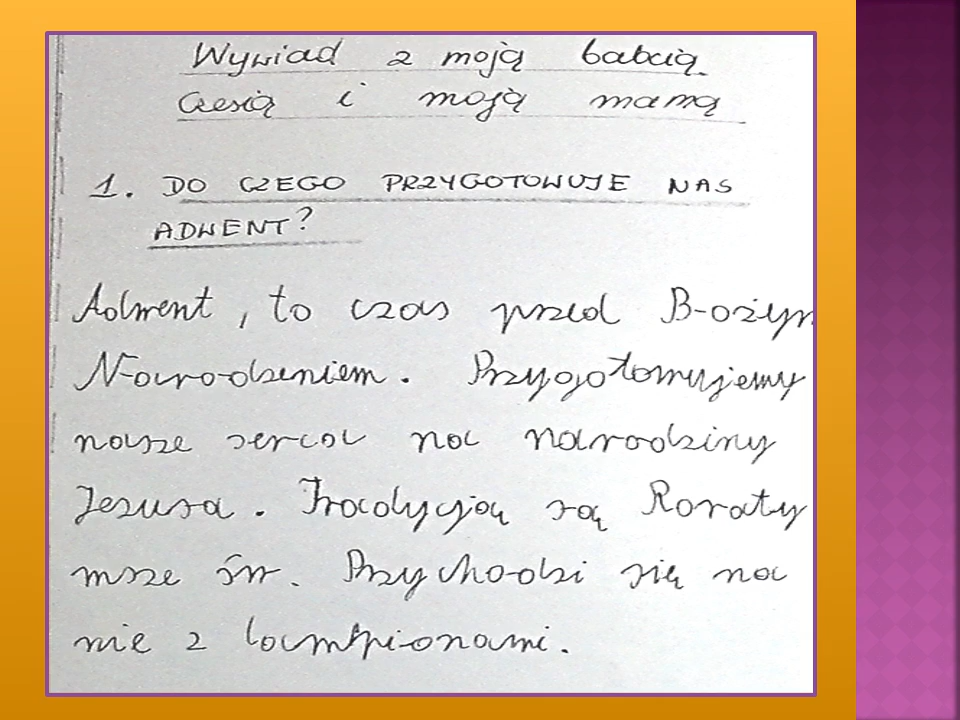 Wywiad z moją babcią
Czesią i moją mamą
1. DO CZEGO PRZYGOTOWUJE NAS
ADWENT?
Adwent, to czas przed Bożym
Narodzeniem. Przygotowujemy
nasze serca na narodziny
Jezusa. Tradycją są Roraty
msze św. Przychodzi się na
nie z lampionami.